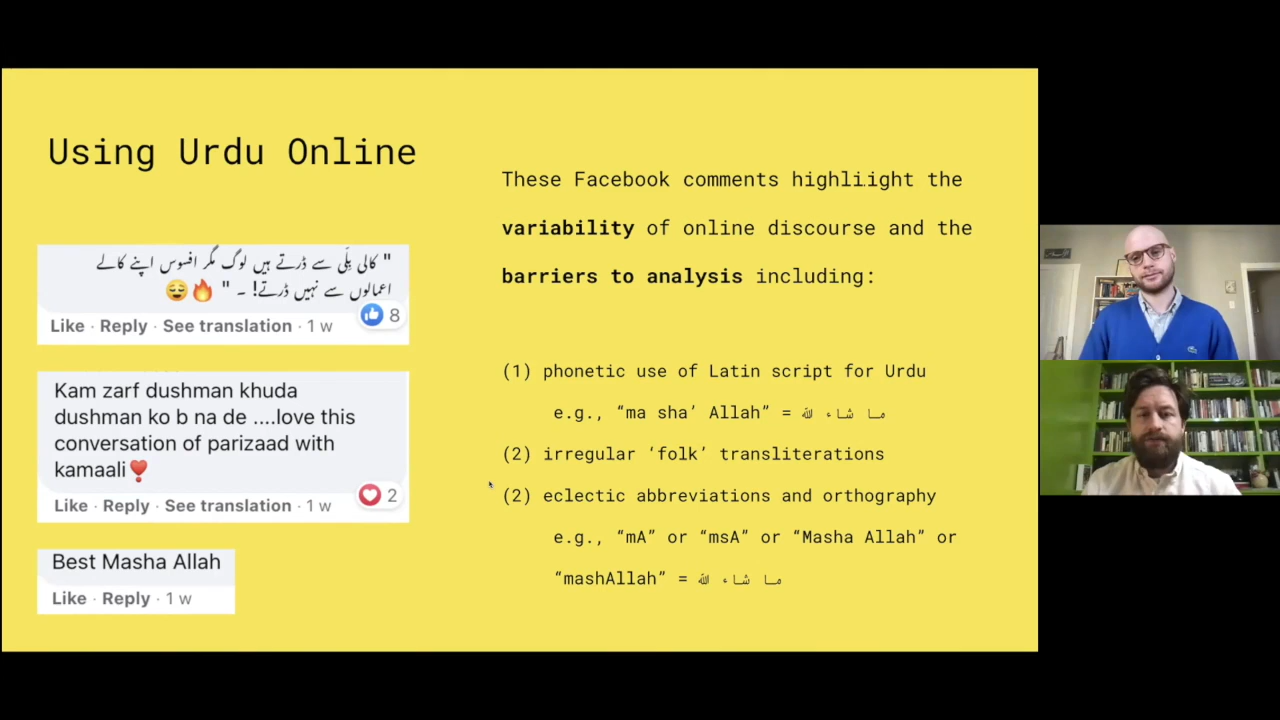 Using Urdu Online
" کالی بِلّی سے ڈرتے ہیں لوگ مگر افسوس اپنے کالے
اعمالوں سے نہیں ڈرتے! ۔ " 🔥😌
8
Like · Reply · See translation · 1 w
Kam zarf dushman khuda
dushman ko b na de ....love this
conversation of parizaad with
kamaali❣️
2
Like · Reply · See translation · 1 w
Best Masha Allah
Like · Reply · 1 w
These Facebook comments highli.ight the
variability of online discourse and the
barriers to analysis including:
(1) phonetic use of Latin script for Urdu
e.g., “ma sha’ Allah” = ما شاء لله
(2) irregular ‘folk’ transliterations
(2) eclectic abbreviations and orthography
e.g., “mA” or “msA” or “Masha Allah” or
“mashAllah” = ما شاء لله